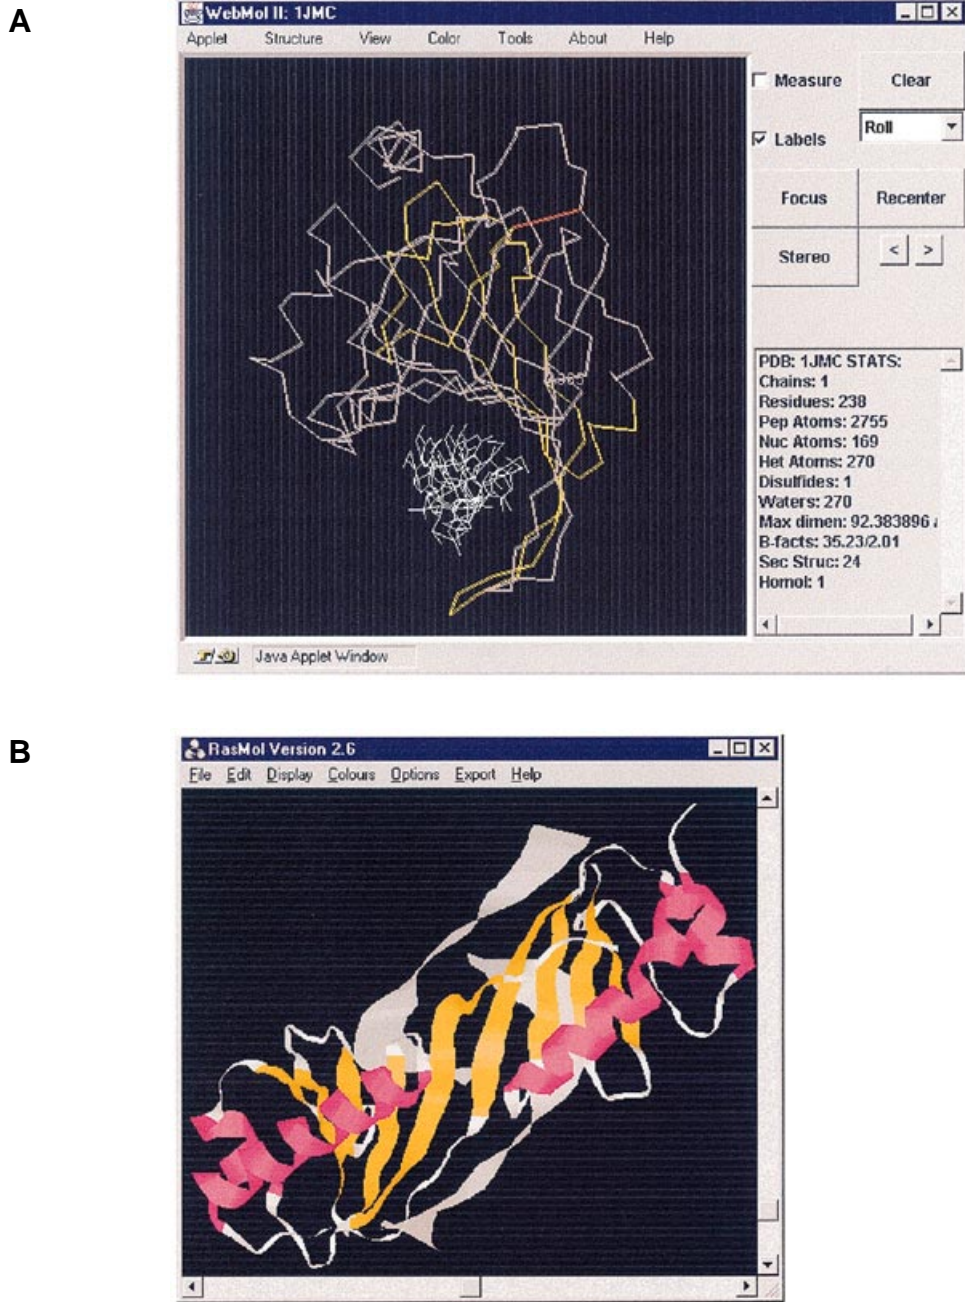 A
WebMol II: 1JMC
Applet Structure View Color Tools About Help
Measure Clear
Labels Roll
Focus Recenter
Stereo < >
PDB: 1JMC STATS:
Chains: 1
Residues: 238
Pep Atoms: 2755
Nuc Atoms: 169
Het Atoms: 270
Disulfides: 1
Waters: 270
Max dimen: 92.383896
B-facts: 35.23/2.01
Sec Struc: 24
Homol: 1
Java Applet Window
B
RasMol Version 2.6
File Edit Display Colours Options Export Help